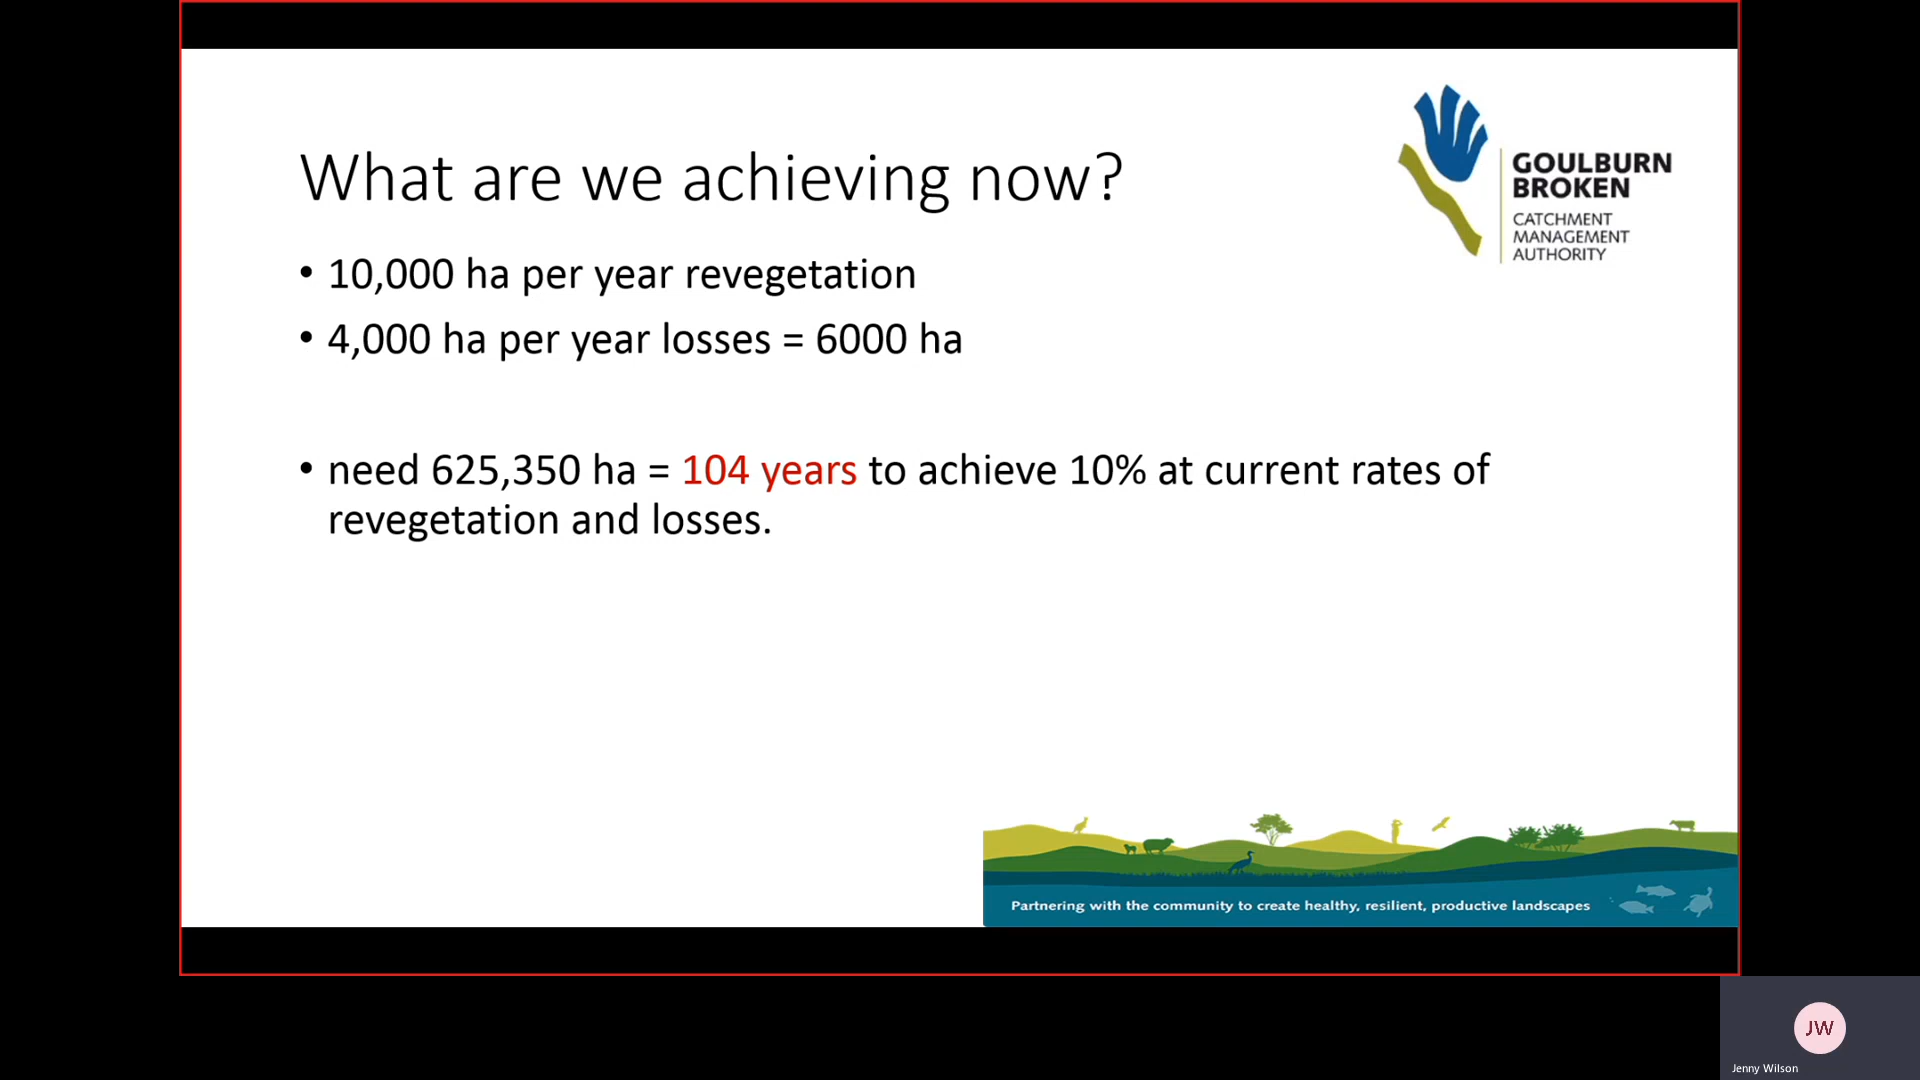 What are we achieving now?
GOULBURN
BROKEN
CATCHMENT
MANAGEMENT
AUTHORITY
• 10,000 ha per year revegetation
• 4,000 ha per year losses = 6000 ha
• need 625,350 ha = 104 years to achieve 10% at current rates of
revegetation and losses.
Partnering with the community to create healthy, resilient, productive landscapes
JW
Jenny Wilson